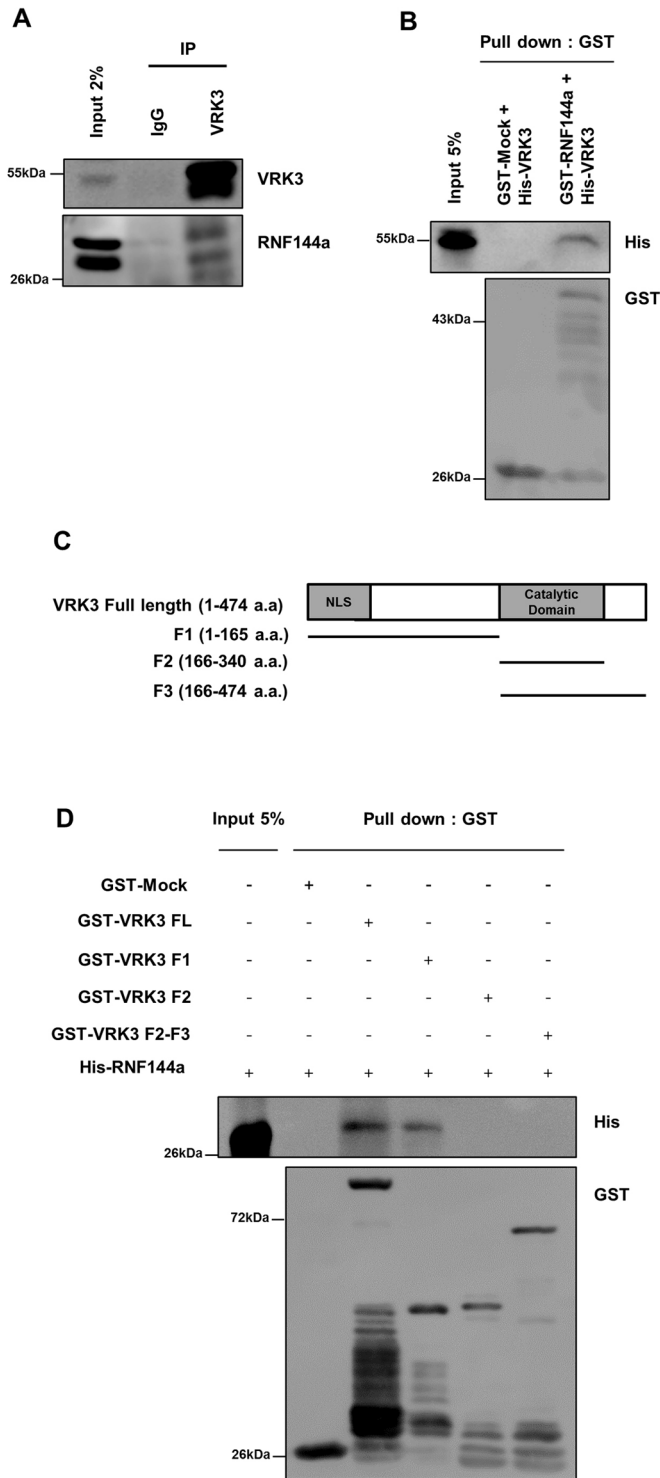 A
IP
Input 2%
IgG
VRK3
55kDa
VRK3
RNF144a
26kDa
B
Pull down : GST
Input 5%
GST-Mock +
His-VRK3
GST-RNF144a +
His-VRK3
55kDa
His
GST
43kDa
26kDa
C
VRK3 Full length (1-474 a.a)
NLS
Catalytic
Domain
F1 (1-165 a.a.)
F2 (166-340 a.a.)
F3 (166-474 a.a.)
D
Input 5% Pull down : GST
GST-Mock - + - - - -
GST-VRK3 FL - - + - - -
GST-VRK3 F1 - - - + - -
GST-VRK3 F2 - - - - + -
GST-VRK3 F2-F3 - - - - - +
His-RNF144a + + + + + +
His
26kDa
GST
72kDa
26kDa